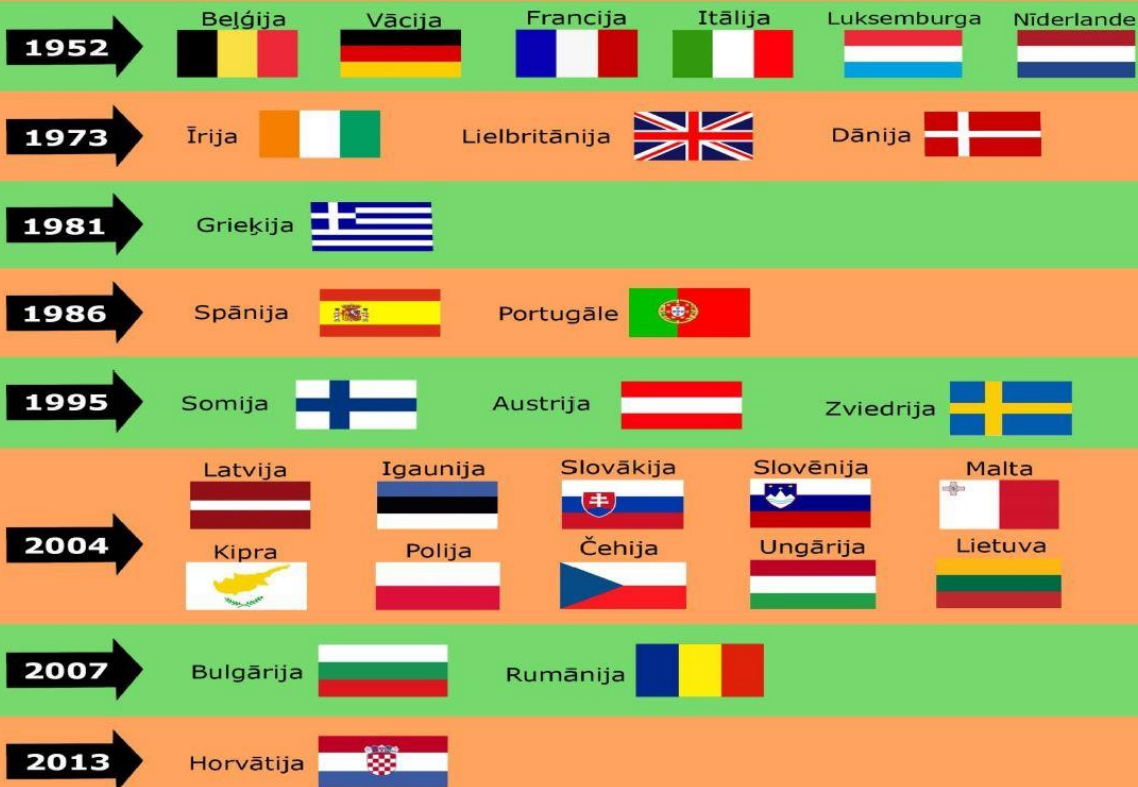 1952 Beļģija Vācija Francija Itālija Luksemburga Nīderlande
1973 Īrija Lielbritānija Dānija
1981 Grieķija
1986 Spānija Portugāle
1995 Somija Austrija Zviedrija
2004
Latvija Igaunija Slovākija Slovēnija Malta
Kipra Polija Čehija Ungārija Lietuva
2007 Bulgārija Rumānija
2013 Horvātija